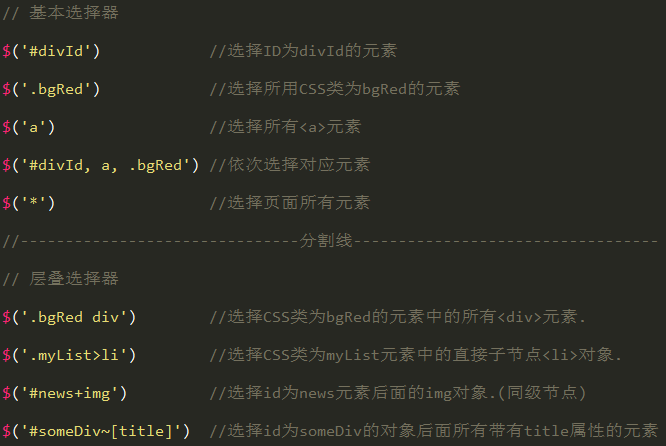 // 基本选择器
$('#divId') //选择ID为divId的元素
$('.bgRed') //选择所用CSS类为bgRed的元素
$('a') //选择所有<a>元素
$('#divId, a, .bgRed') //依次选择对应元素
$('*') //选择页面所有元素
//-------------------------------分割线----------------------------------
// 层叠选择器
$('.bgRed div') //选择CSS类为bgRed的元素中的所有<div>元素.
$('.myList>li') //选择CSS类为myList元素中的直接子节点<li>对象.
$('#news+img') //选择id为news元素后面的img对象.(同级节点)
$('#someDiv~[title]') //选择id为someDiv的对象后面所有带有title属性的元素